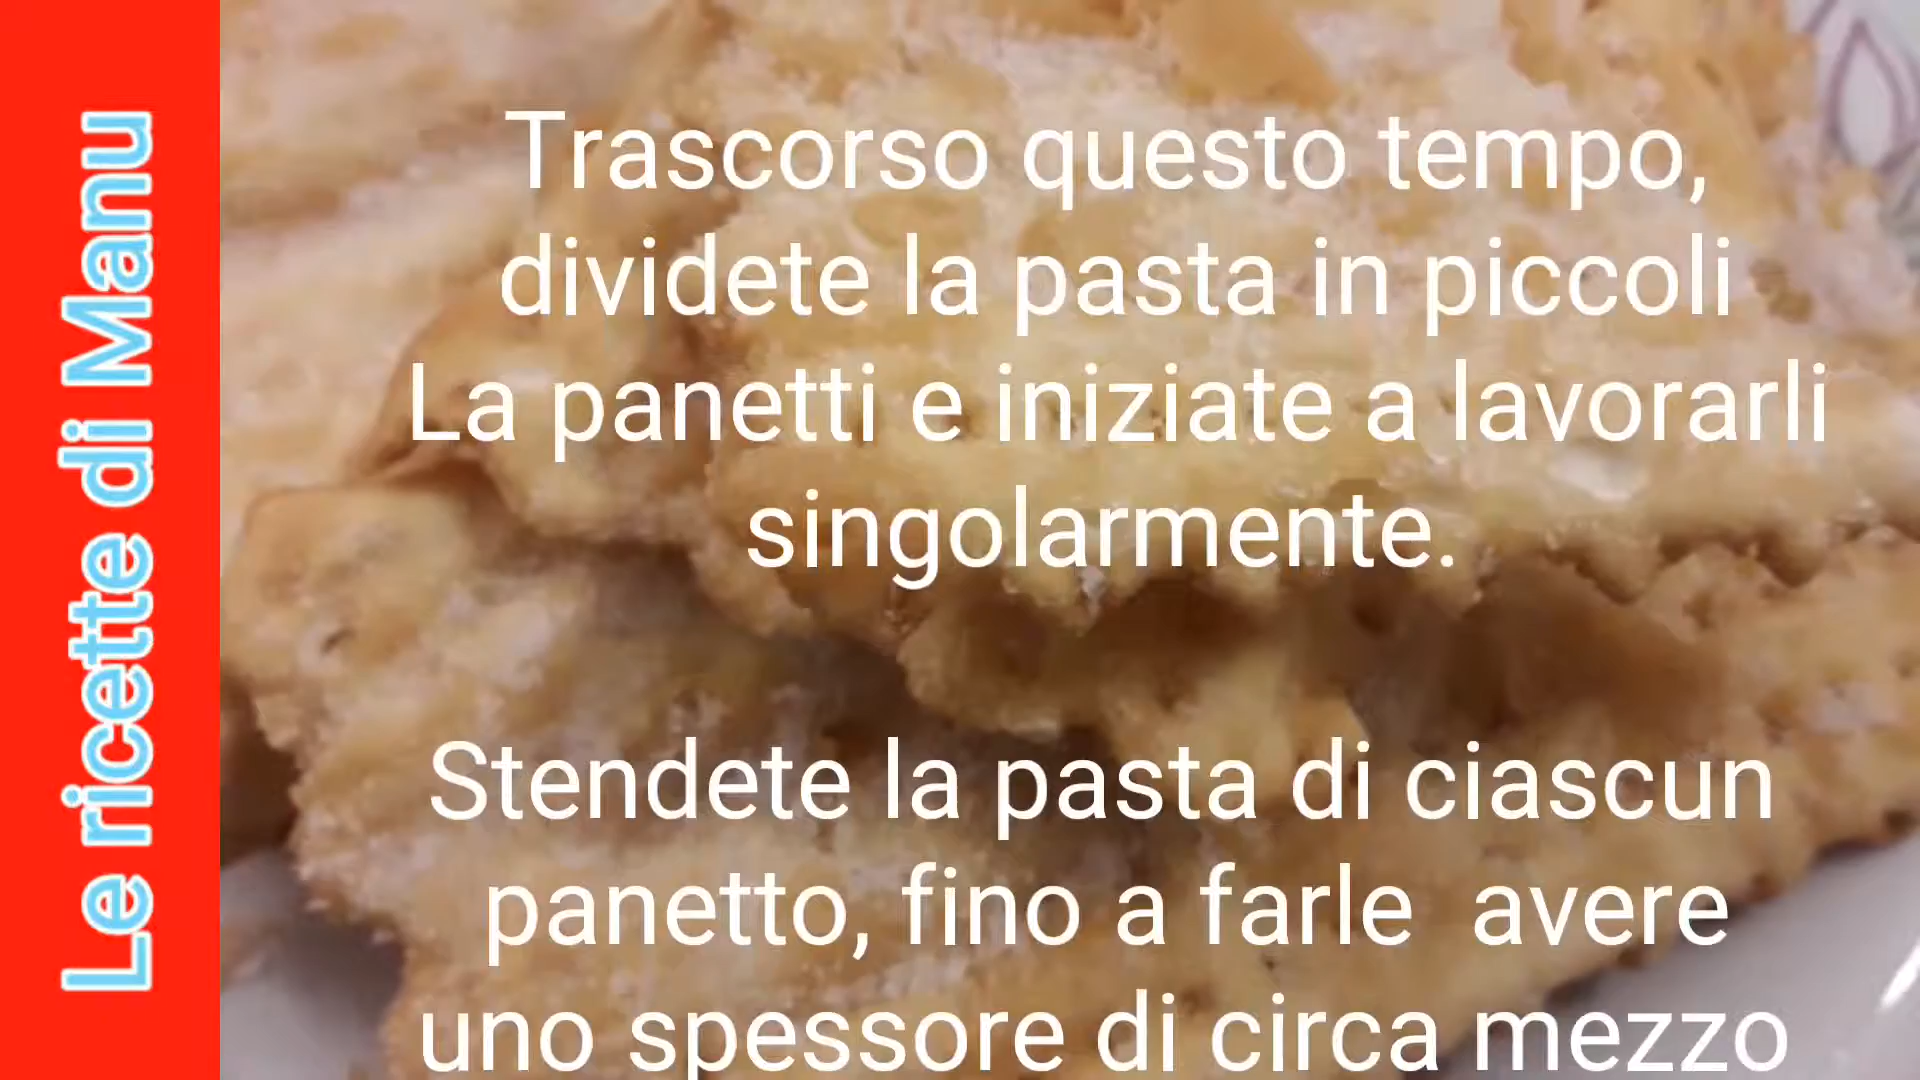 Le ricette di Manu
Trascorso questo tempo,
dividete la pasta in piccoli
La panetti e iniziate a lavorarli
singolarmente.
Stendete la pasta di ciascun
panetto, fino a farle  avere
uno spessore di circa mezzo